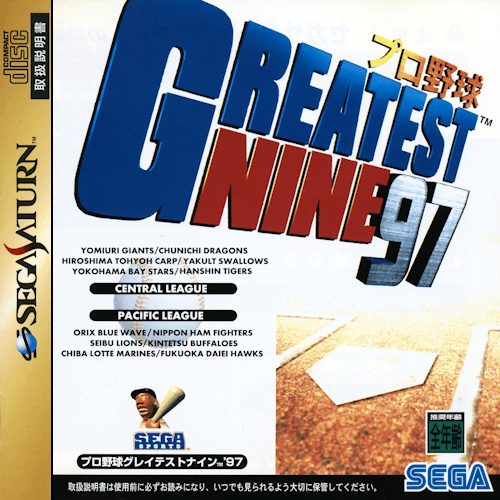 COMPACT
disc
取扱説明書
SEGA SATURN™
プロ野球
GREATEST™
NINE 97
YOMIURI GIANTS/CHUNICHI DRAGONS
HIROSHIMA TOHYOH CARP/YAKULT SWALLOWS
YOKOHAMA BAY STARS/HANSHIN TIGERS
CENTRAL LEAGUE
PACIFIC LEAGUE
ORIX BLUE WAVE/NIPPON HAM FIGHTERS
SEIBU LIONS/KINTETSU BUFFALOES
CHIBA LOTTE MARINES/FUKUOKA DAIEI HAWKS
SEGA
SPORTS
プロ野球グレイテストナイン™'97
推奨年齢
全年齢
SEGA
取扱説明書は使用前に必ずお読みになり、いつでも見られるよう大切に保管してください。